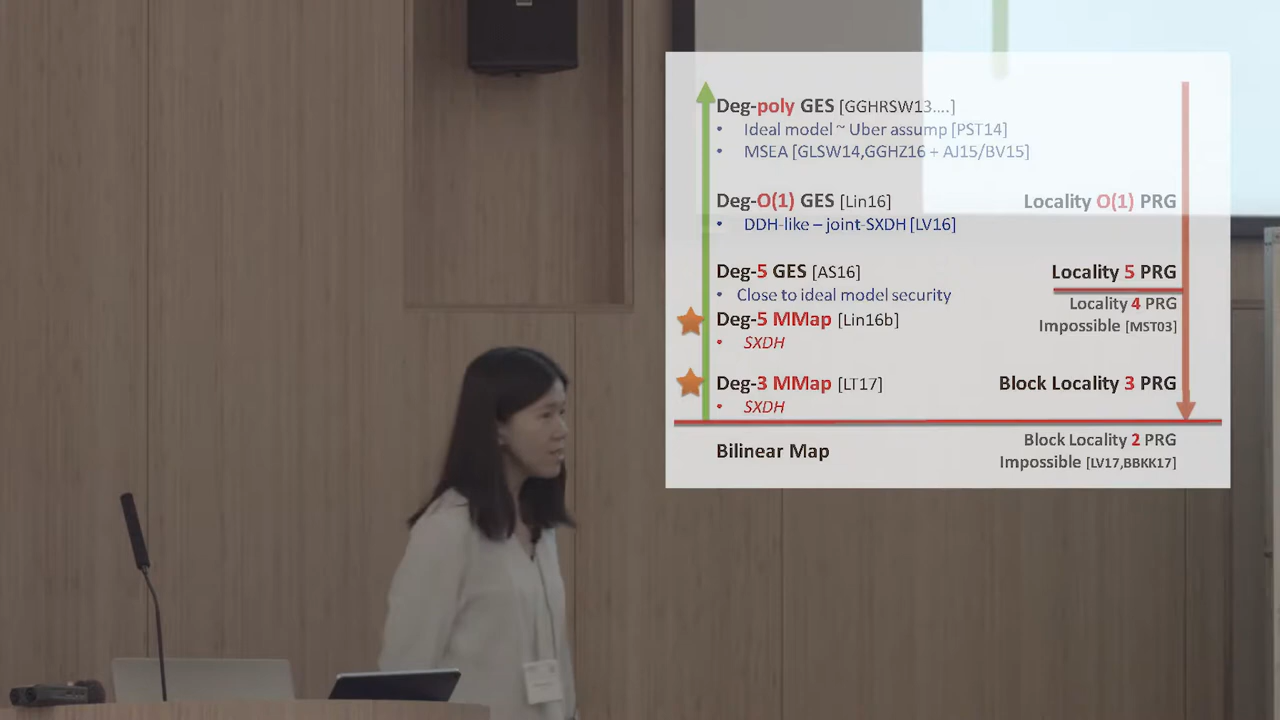 Deg-poly GES [GGHRSW13....]
• Ideal model ~ Uber assump [PST14]
• MSEA [GLSW14,GGHZ16 + AJ15/BV15]
Deg-O(1) GES [Lin16]
Locality O(1) PRG
• DDH-like – joint-SXDH [LV16]
Deg-5 GES [AS16]
Locality 5 PRG
• Close to ideal model security
Locality 4 PRG
Deg-5 MMap [Lin16b]
Impossible [MST03]
• SXDH
Deg-3 MMap [LT17]
Block Locality 3 PRG
• SXDH
Bilinear Map
Block Locality 2 PRG
Impossible [LV17,BBKK17]